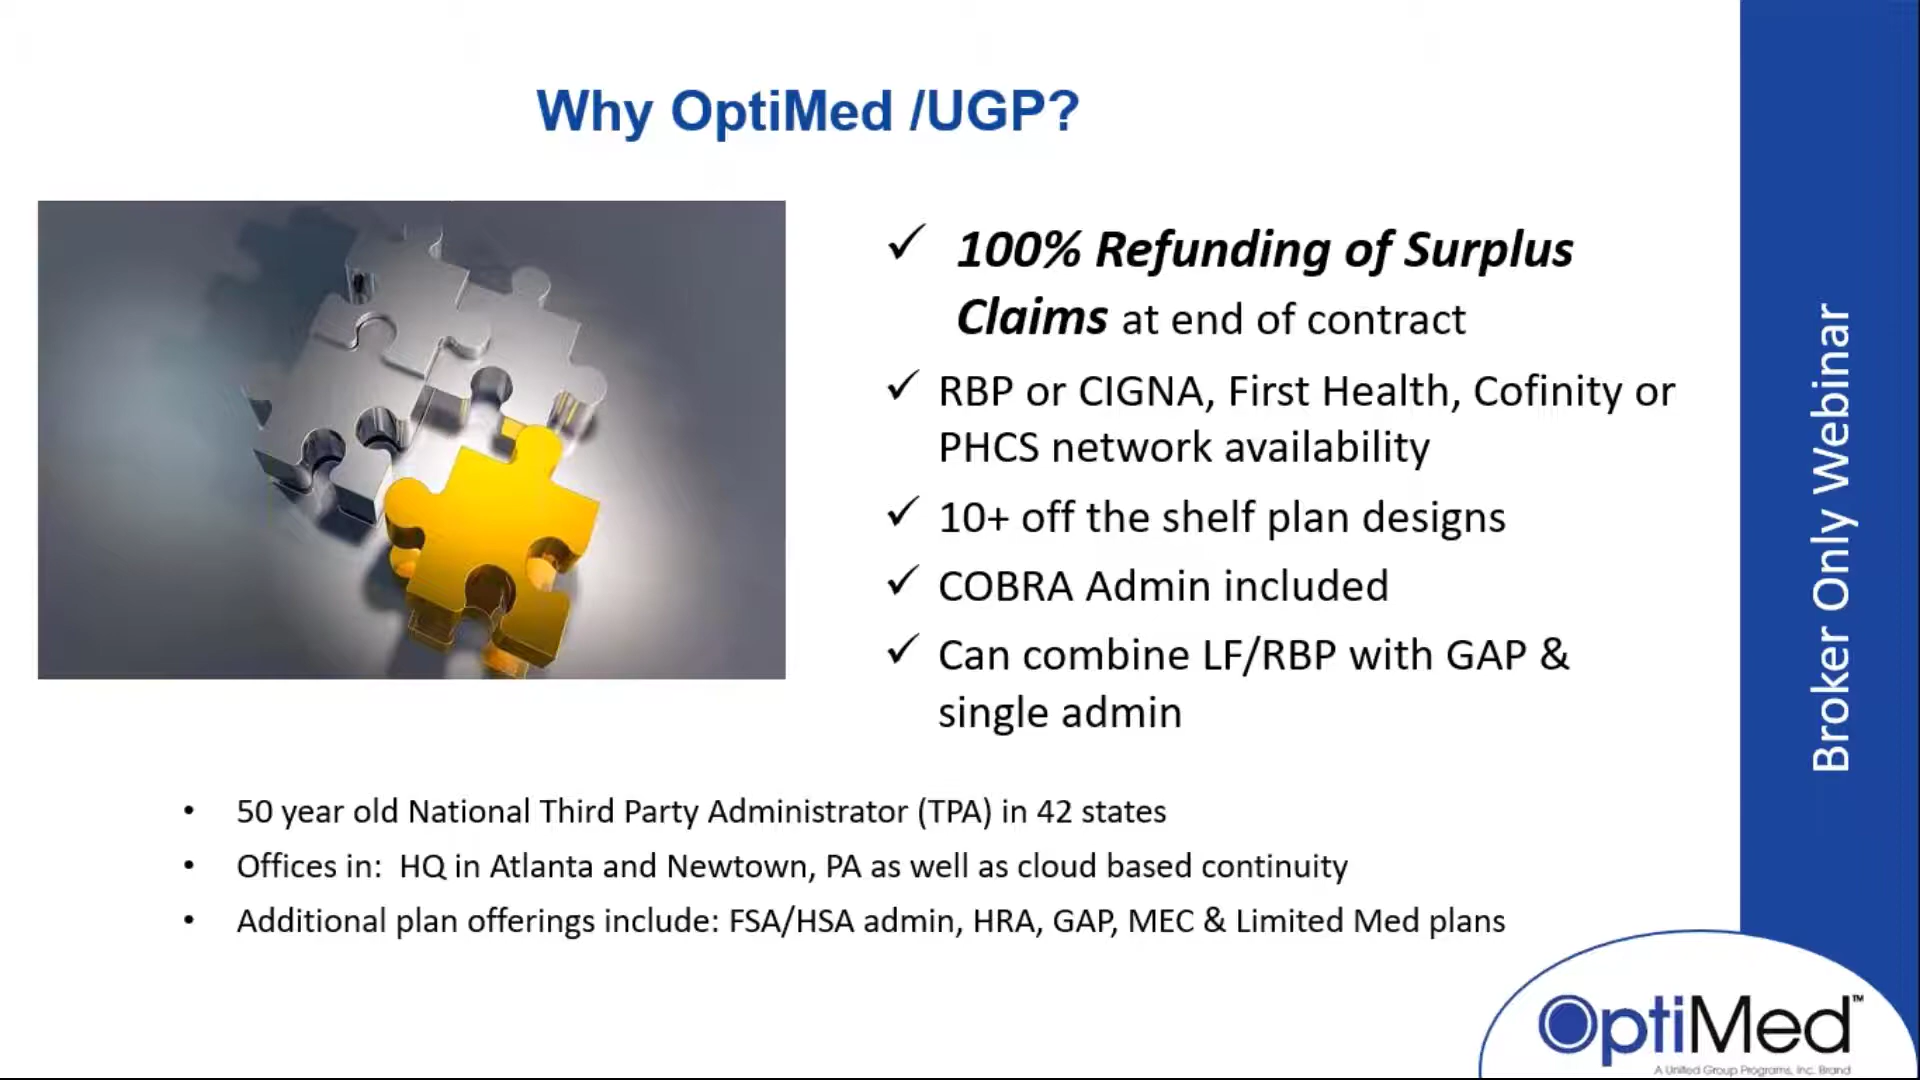 Why OptiMed /UGP?
✓ 100% Refunding of Surplus
Claims at end of contract
✓ RBP or CIGNA, First Health, Cofinity or
PHCS network availability
✓ 10+ off the shelf plan designs
✓ COBRA Admin included
✓ Can combine LF/RBP with GAP &
single admin
• 50 year old National Third Party Administrator (TPA) in 42 states
• Offices in: HQ in Atlanta and Newtown, PA as well as cloud based continuity
• Additional plan offerings include: FSA/HSA admin, HRA, GAP, MEC & Limited Med plans
Broker Only Webinar
OptiMed™
A United Group Programs, Inc. Brand